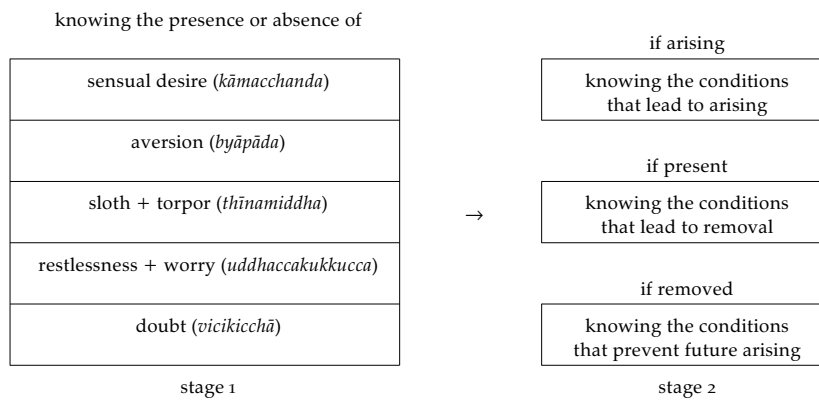 knowing the presence or absence of
sensual desire (kāmacchanda)
aversion (byāpāda)
sloth + torpor (thīnamiddha)
restlessness + worry (uddhaccakukkucca)
doubt (vicikicchā)
stage 1
→
if arising
knowing the conditions
that lead to arising
if present
knowing the conditions
that lead to removal
if removed
knowing the conditions
that prevent future arising
stage 2